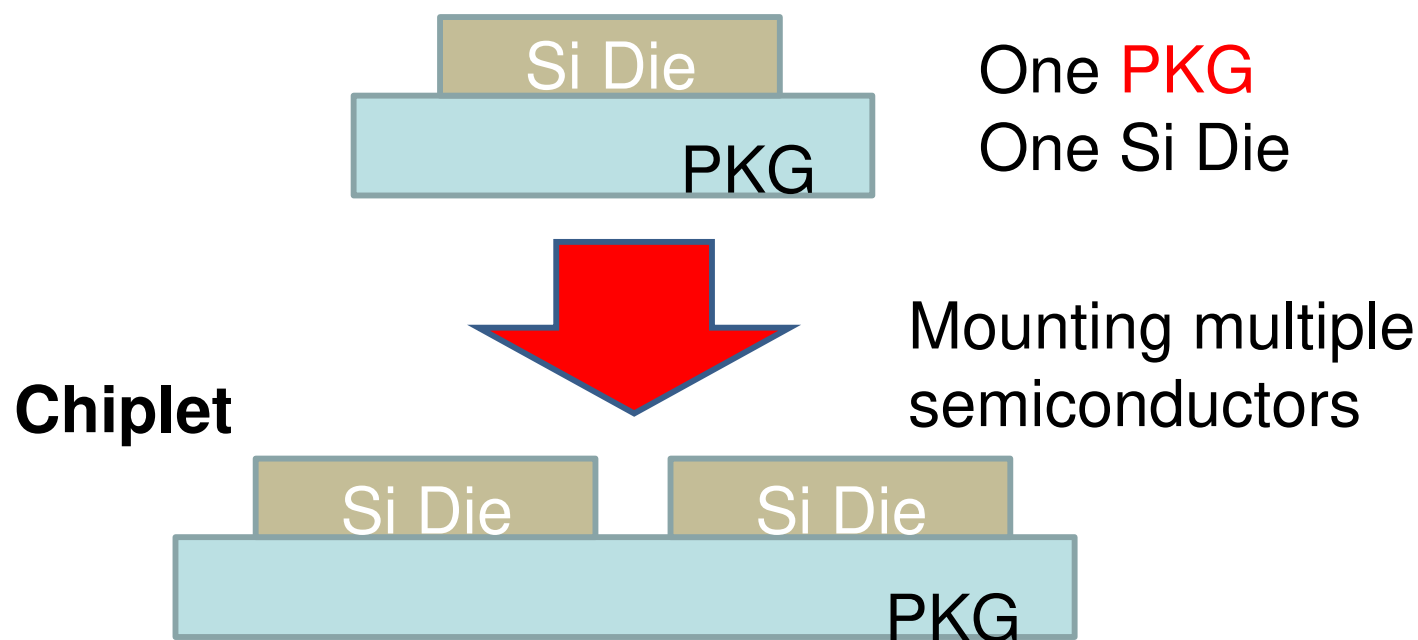 Si Die
PKG
One PKG
One Si Die
Mounting multiple
semiconductors
Chiplet
Si Die
Si Die
PKG